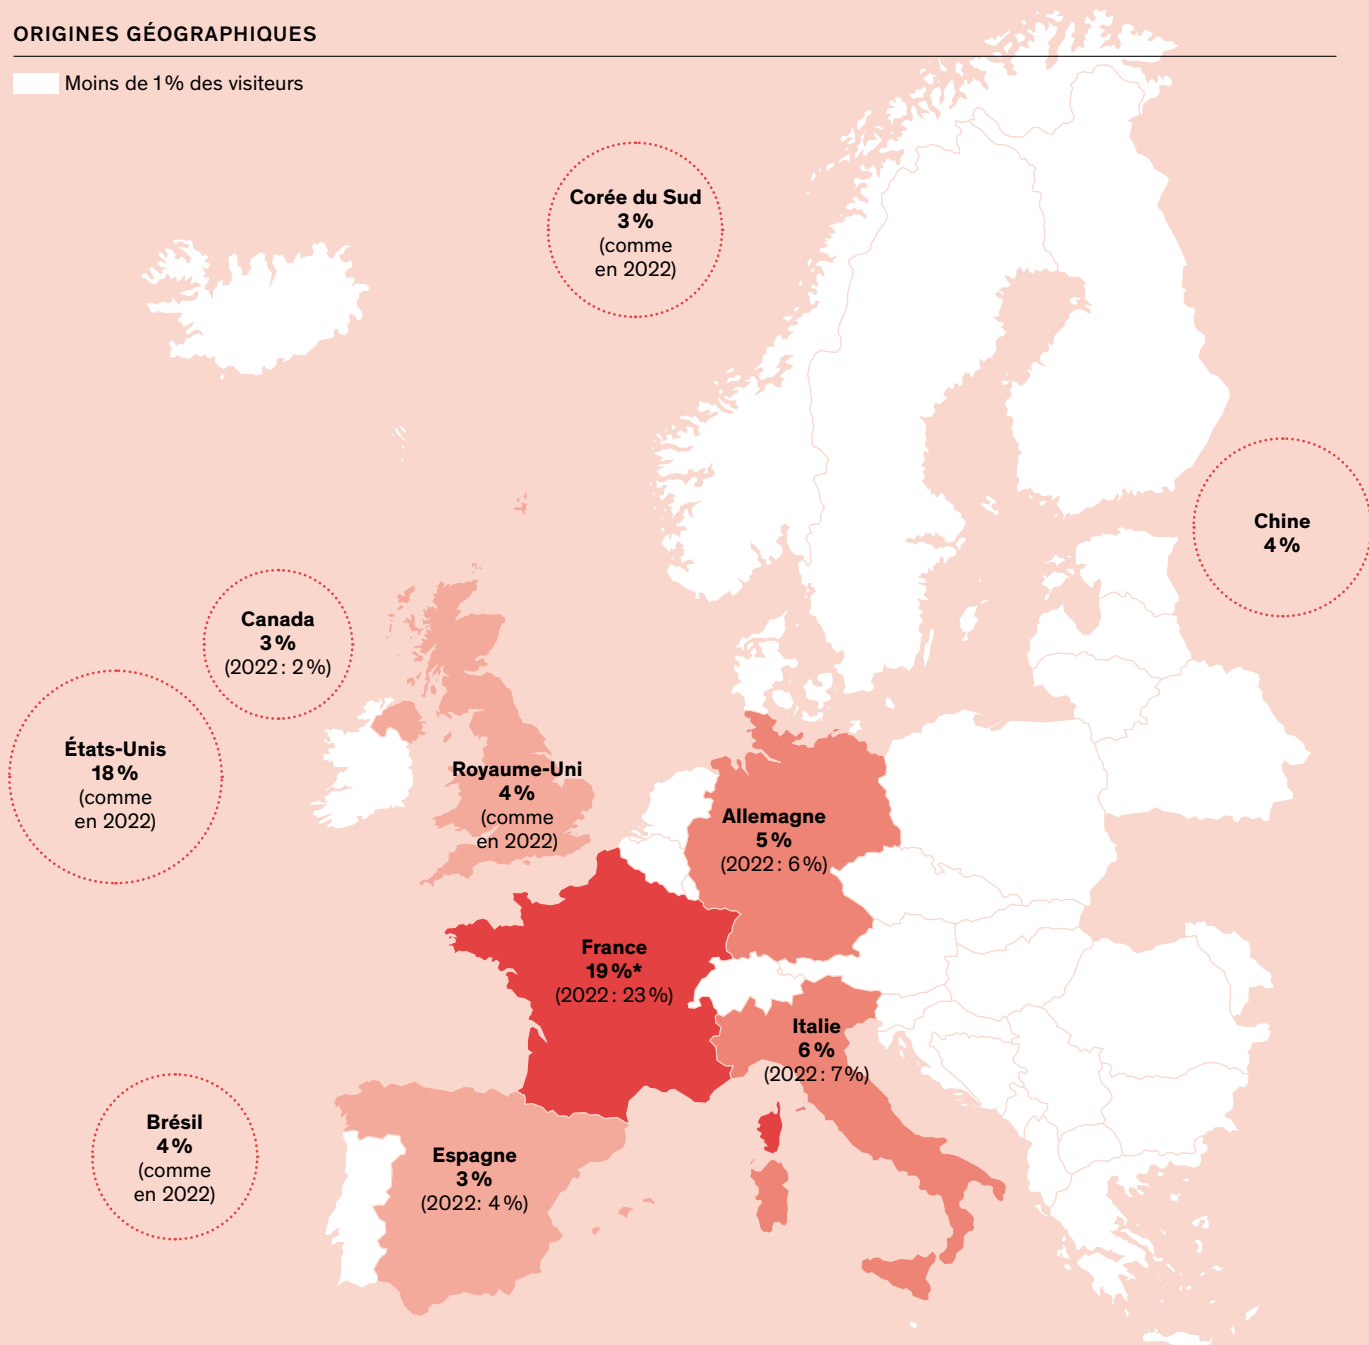 ORIGINES GÉOGRAPHIQUES
Moins de 1 % des visiteurs
Corée du Sud
3 %
(comme
en 2022)
Chine
4 %
Canada
3 %
(2022 : 2 %)
États-Unis
18 %
(comme
en 2022)
Royaume-Uni
4 %
(comme
en 2022)
Allemagne
5 %
(2022 : 6 %)
France
19 %*
(2022 : 23 %)
Italie
6 %
(2022 : 7 %)
Brésil
4 %
(comme
en 2022)
Espagne
3 %
(2022: 4 %)